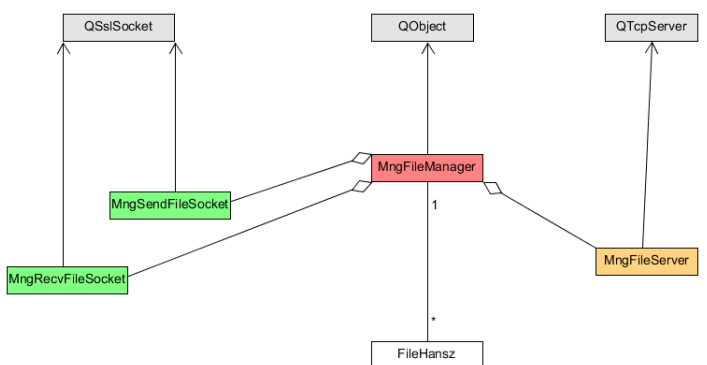 QSslSocket
QObject
QTcpServer
MngFileManager
MngSendFileSocket
1
MngFileServer
MngRecvFileSocket
*
FileHansz